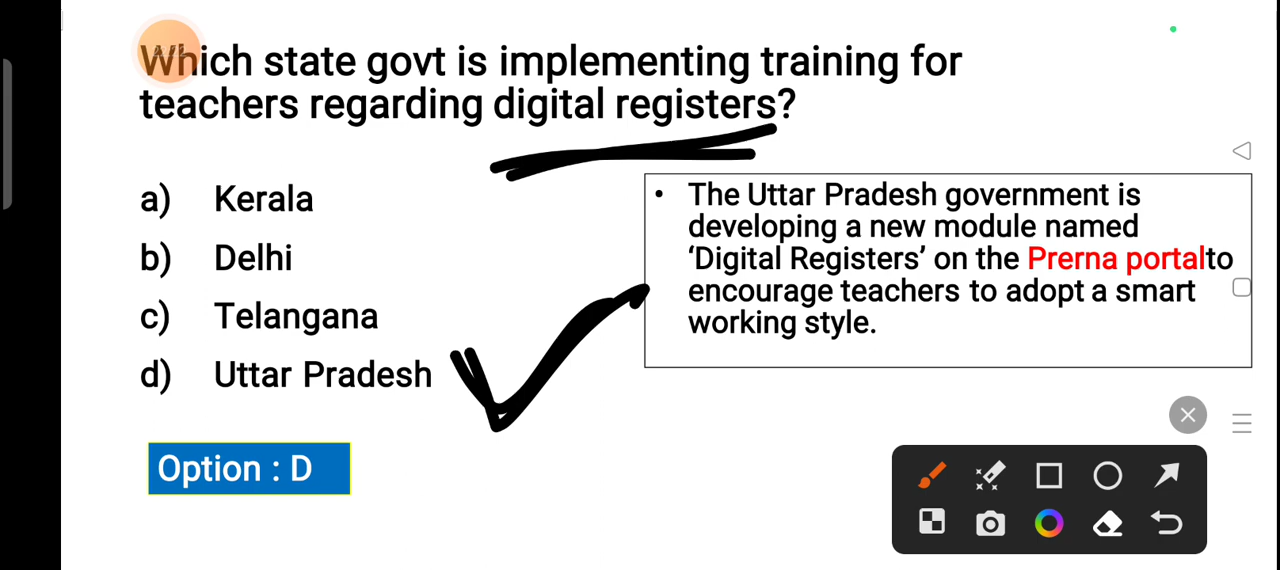 Which state govt is implementing training for
teachers regarding digital registers?
a) Kerala
b) Delhi
c) Telangana
d) Uttar Pradesh
Option : D
• The Uttar Pradesh government is
developing a new module named
‘Digital Registers’ on the Prerna portalto
encourage teachers to adopt a smart
working style.